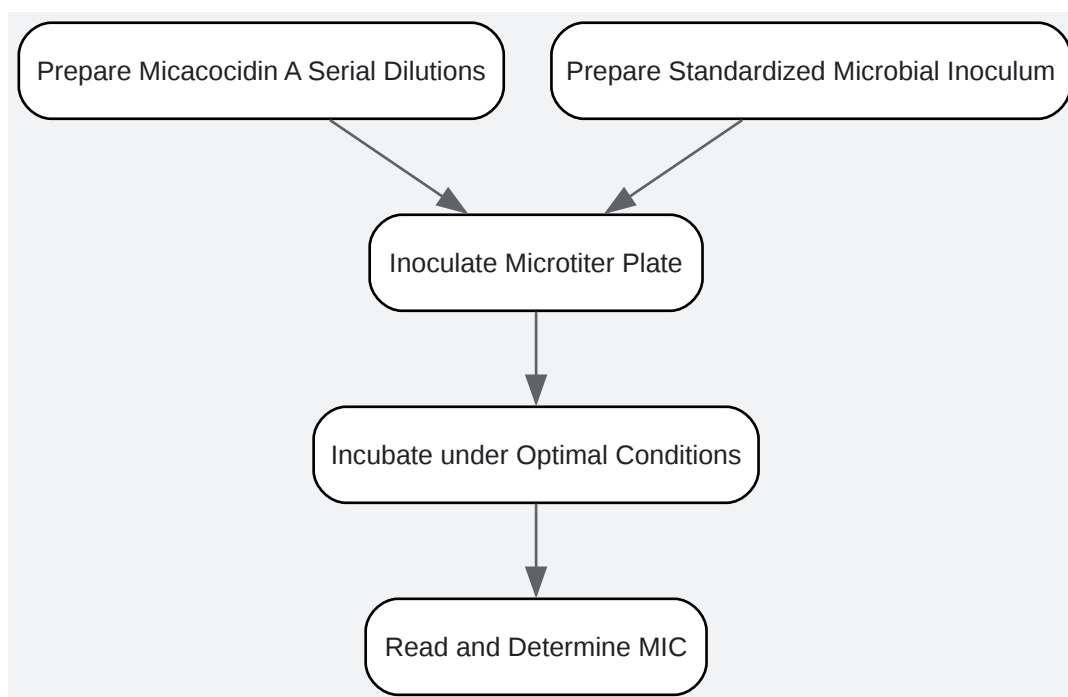 Prepare Micacocidin A Serial Dilutions
Prepare Standardized Microbial Inoculum
Inoculate Microtiter Plate
Incubate under Optimal Conditions
Read and Determine MIC